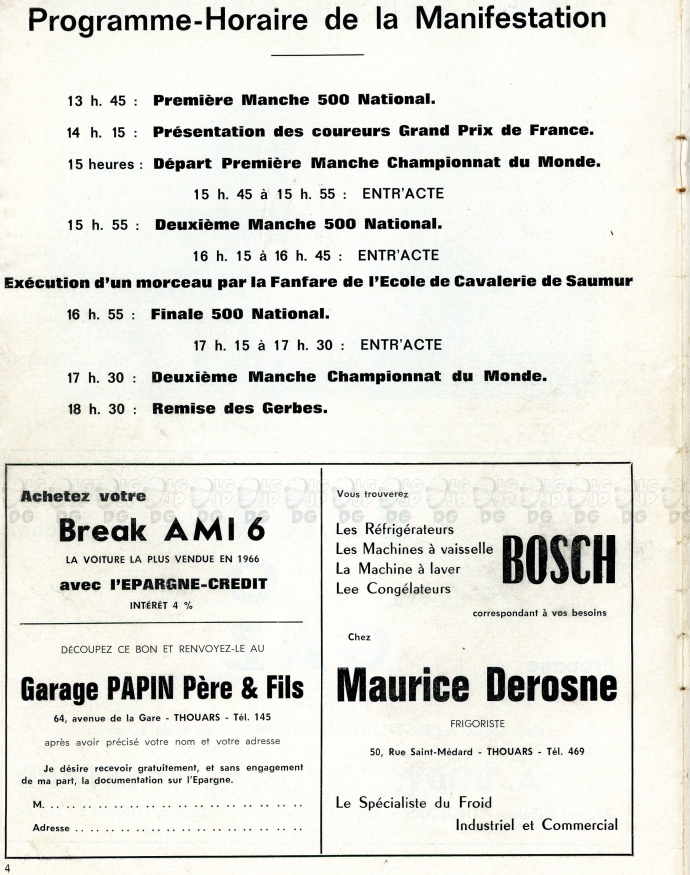 Programme-Horaire de la Manifestation
13 h. 45 : Première Manche 500 National.
14 h. 15 : Présentation des coureurs Grand Prix de France.
15 heures : Départ Première Manche Championnat du Monde.
15 h. 45 à 15 h. 55 : ENTR'ACTE
15 h. 55 : Deuxième Manche 500 National.
16 h. 15 à 16 h. 45 : ENTR'ACTE
Exécution d'un morceau par la Fanfare de l'Ecole de Cavalerie de Saumur
16 h. 55 : Finale 500 National.
17 h. 15 à 17 h. 30 : ENTR'ACTE
17 h. 30 : Deuxième Manche Championnat du Monde.
18 h. 30 : Remise des Gerbes.
Achetez votre
Break AMI 6
LA VOITURE LA PLUS VENDUE EN 1966
avec l'EPARGNE-CREDIT
INTÉRÊT 4 %
DÉCOUPEZ CE BON ET RENVOYEZ-LE AU
Garage PAPIN Père & Fils
64, avenue de la Gare - THOUARS - Tél. 145
après avoir précisé votre nom et votre adresse
Je désire recevoir gratuitement, et sans engagement
de ma part, la documentation sur l'Epargne.
M. .. .. .. .. .. .. .. .. .. .. .. .. .. .. .. ..
Adresse .. .. .. .. .. .. .. .. .. .. .. .. .. ..
Vous trouverez
Les Réfrigérateurs
Les Machines à vaisselle
La Machine à laver
Lee Congélateurs
BOSCH
correspondant à vos besoins
Chez
Maurice Derosne
FRIGORISTE
50, Rue Saint-Médard - THOUARS - Tél. 469
Le Spécialiste du Froid
Industriel et Commercial
4